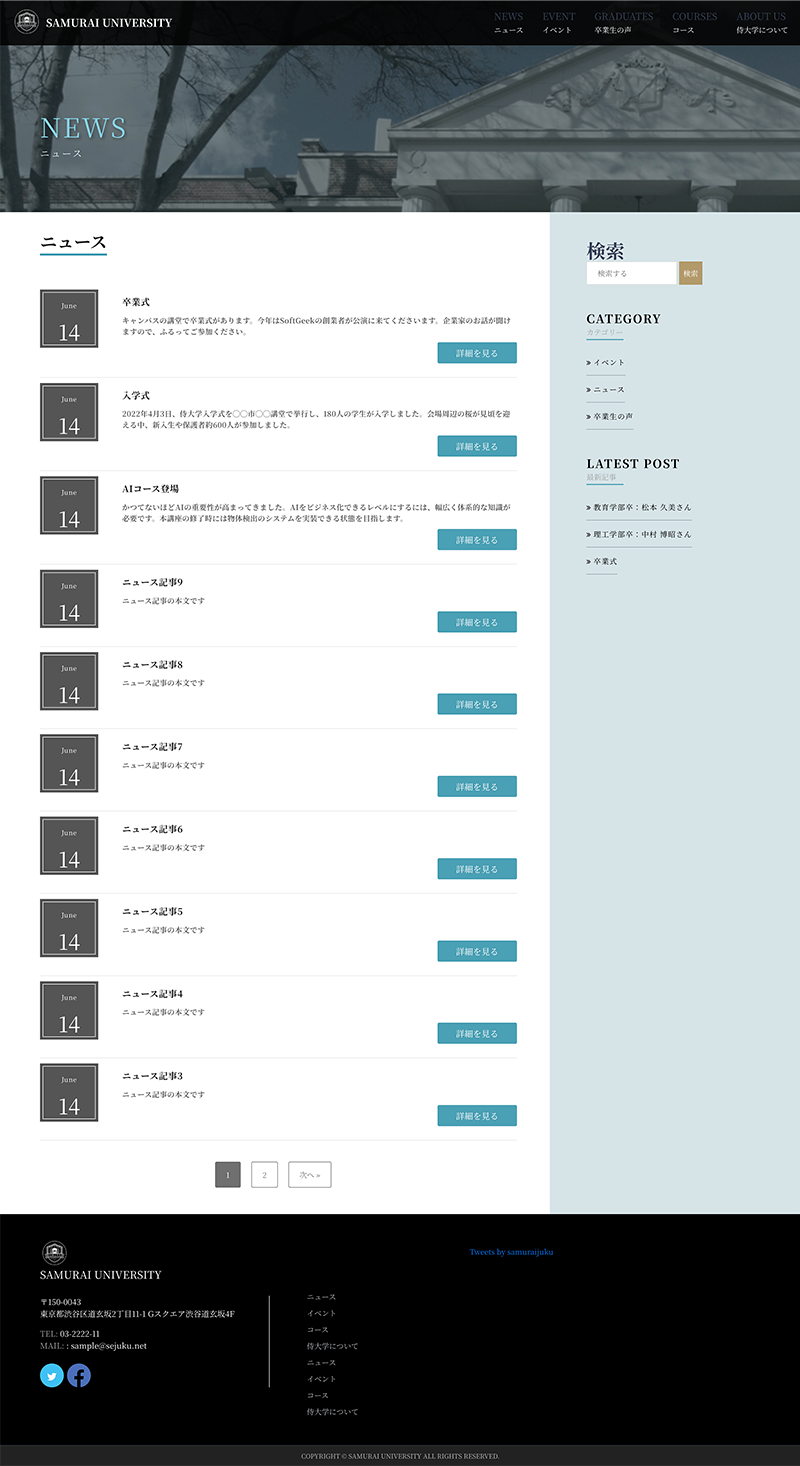 SAMURAI UNIVERSITY
NEWS
ニュース
EVENT
イベント
GRADUATES
卒業生の声
COURSES
コース
ABOUT US
侍大学について
NEWS
ニュース
ニュース
June
14
卒業式
キャンパスの講堂で卒業式があります。今年はSoftGeekの創業者が公演に来てくださいます。企業家のお話が聞け
ますので、ふるってご参加ください。
詳細を見る
June
14
入学式
2022年4月3日、侍大学入学式を◯◯市◯◯講堂で挙行し、180人の学生が入学しました。会場周辺の桜が見頃を迎
える中、新入生や保護者約600人が参加しました。
詳細を見る
June
14
AIコース登場
かつてないほどAIの重要性が高まってきました。AIをビジネス化できるレベルにするには、幅広く体系的な知識が
必要です。本講座の修了時には物体検出のシステムを実装できる状態を目指します。
詳細を見る
June
14
ニュース記事9
ニュース記事の本文です
詳細を見る
June
14
ニュース記事8
ニュース記事の本文です
詳細を見る
June
14
ニュース記事7
ニュース記事の本文です
詳細を見る
June
14
ニュース記事6
ニュース記事の本文です
詳細を見る
June
14
ニュース記事5
ニュース記事の本文です
詳細を見る
June
14
ニュース記事4
ニュース記事の本文です
詳細を見る
June
14
ニュース記事3
ニュース記事の本文です
詳細を見る
1
2
次へ »
検索
検索する
検索
CATEGORY
カテゴリー
» イベント
» ニュース
» 卒業生の声
LATEST POST
最新記事
» 教育学部卒：松本 久美さん
» 理工学部卒：中村 博昭さん
» 卒業式
SAMURAI UNIVERSITY
〒150-0043
東京都渋谷区道玄坂2丁目11-1 Gスクエア渋谷道玄坂4F
TEL: 03-2222-11
MAIL: : sample@sejuku.net
ニュース
イベント
コース
侍大学について
ニュース
イベント
コース
侍大学について
Tweets by samuraijuku
COPYRIGHT © SAMURAI UNIVERSITY ALL RIGHTS RESERVED.